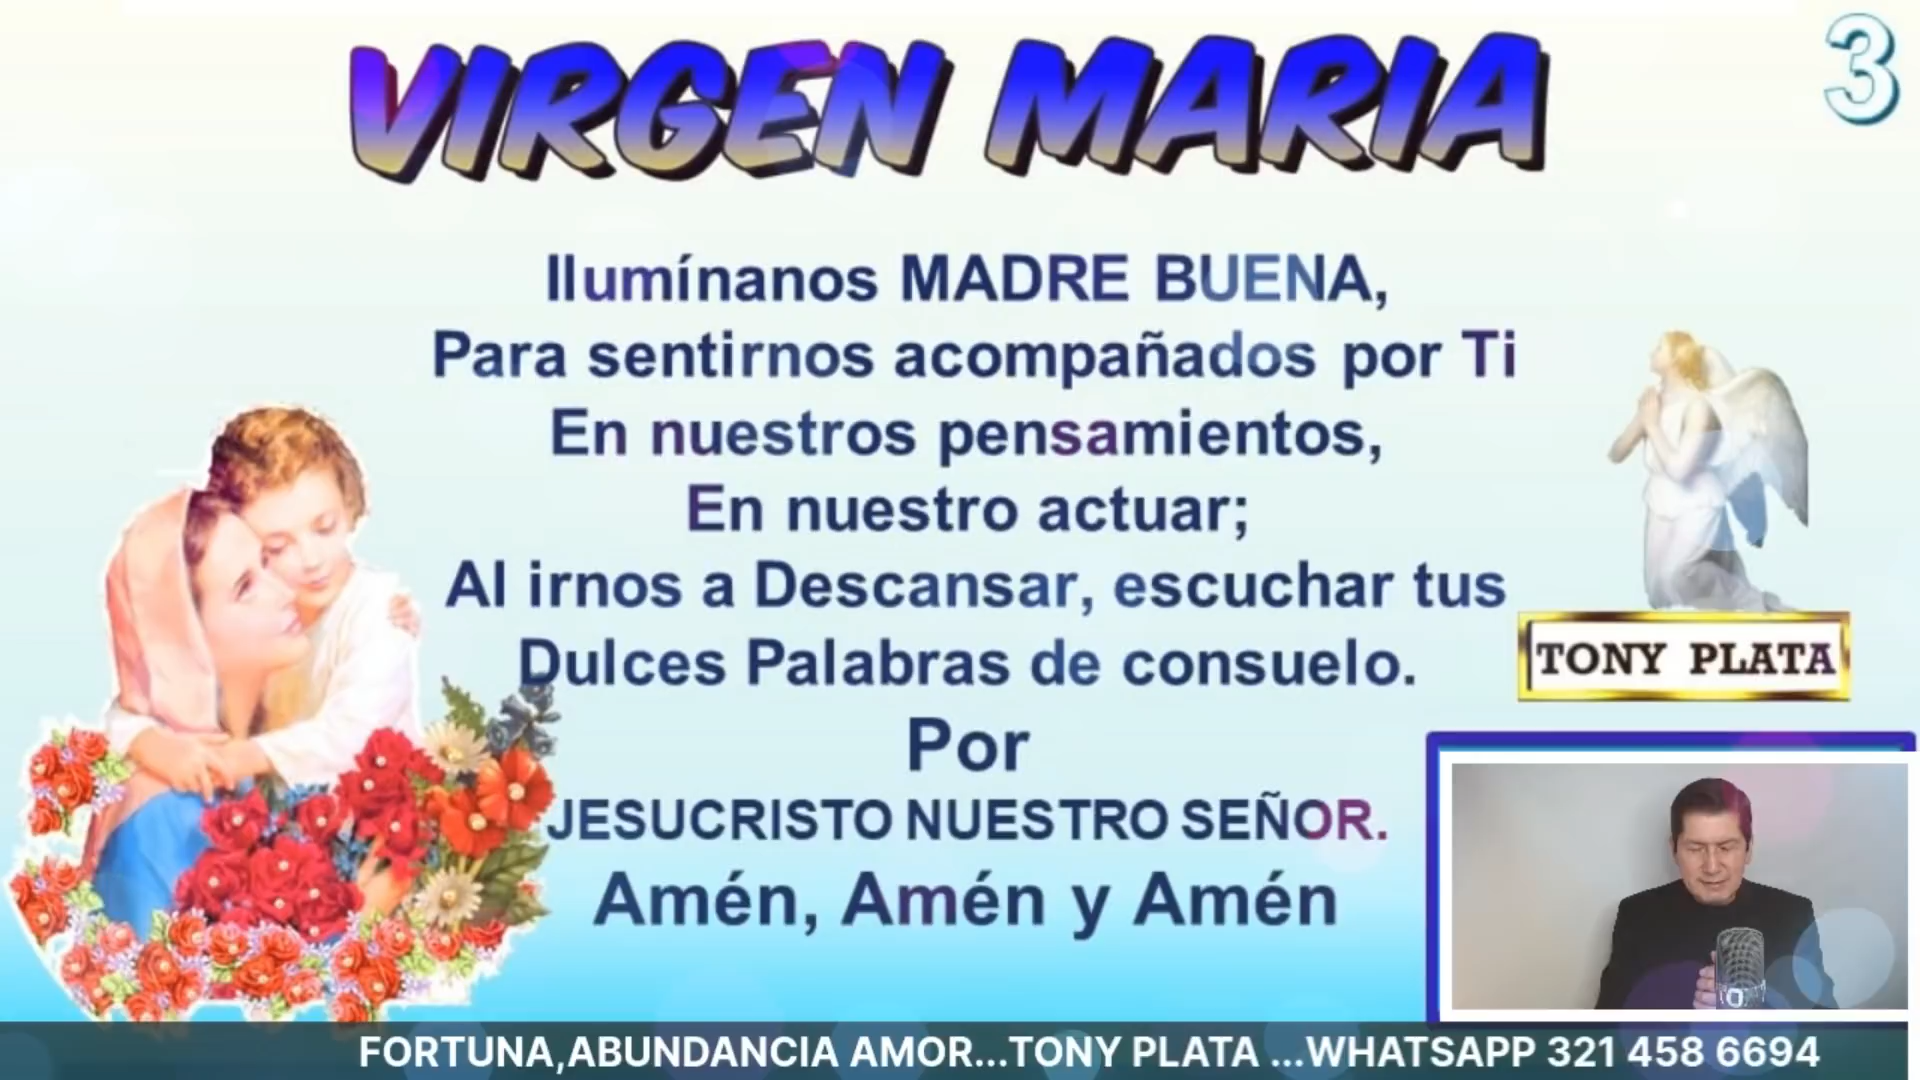 VIRGEN MARIA
3
Ilumínanos MADRE BUENA,
Para sentirnos acompañados por Ti
En nuestros pensamientos,
En nuestro actuar;
Al irnos a Descansar, escuchar tus
Dulces Palabras de consuelo.
Por
JESUCRISTO NUESTRO SEÑOR.
Amén, Amén y Amén
TONY PLATA
FORTUNA,ABUNDANCIA AMOR...TONY PLATA ...WHATSAPP 321 458 6694